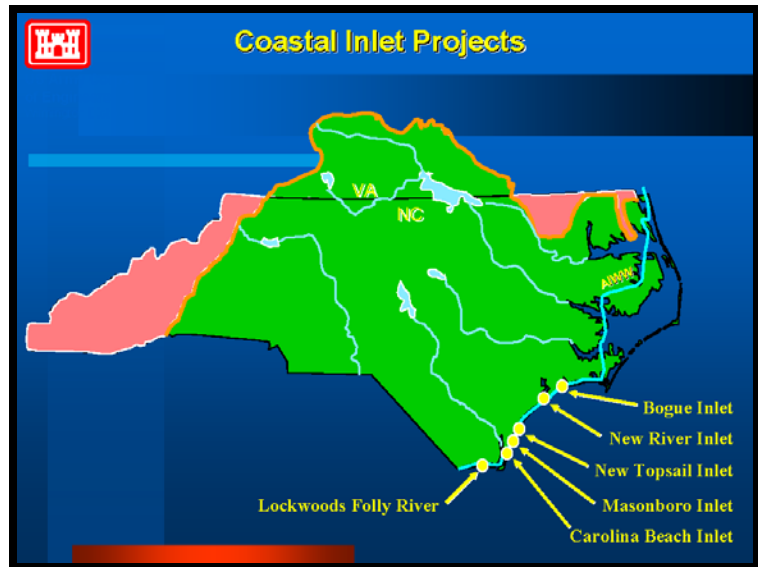 Coastal Inlet Projects
VA
NC
AIWW
Bogue Inlet
New River Inlet
New Topsail Inlet
Lockwoods Folly River
Masonboro Inlet
Carolina Beach Inlet